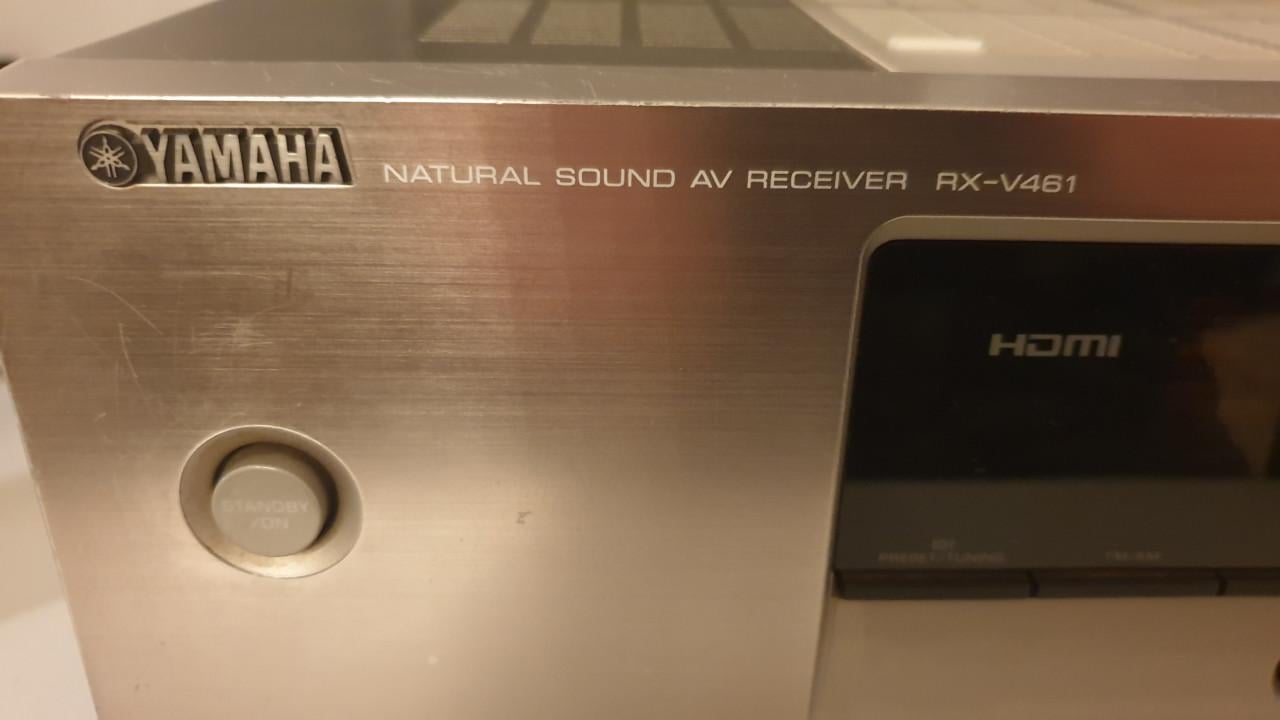 YAMAHA
NATURAL SOUND AV RECEIVER RX-V461
HDMI
STANDBY
/ON
PRESET/TUNING
FM/AM